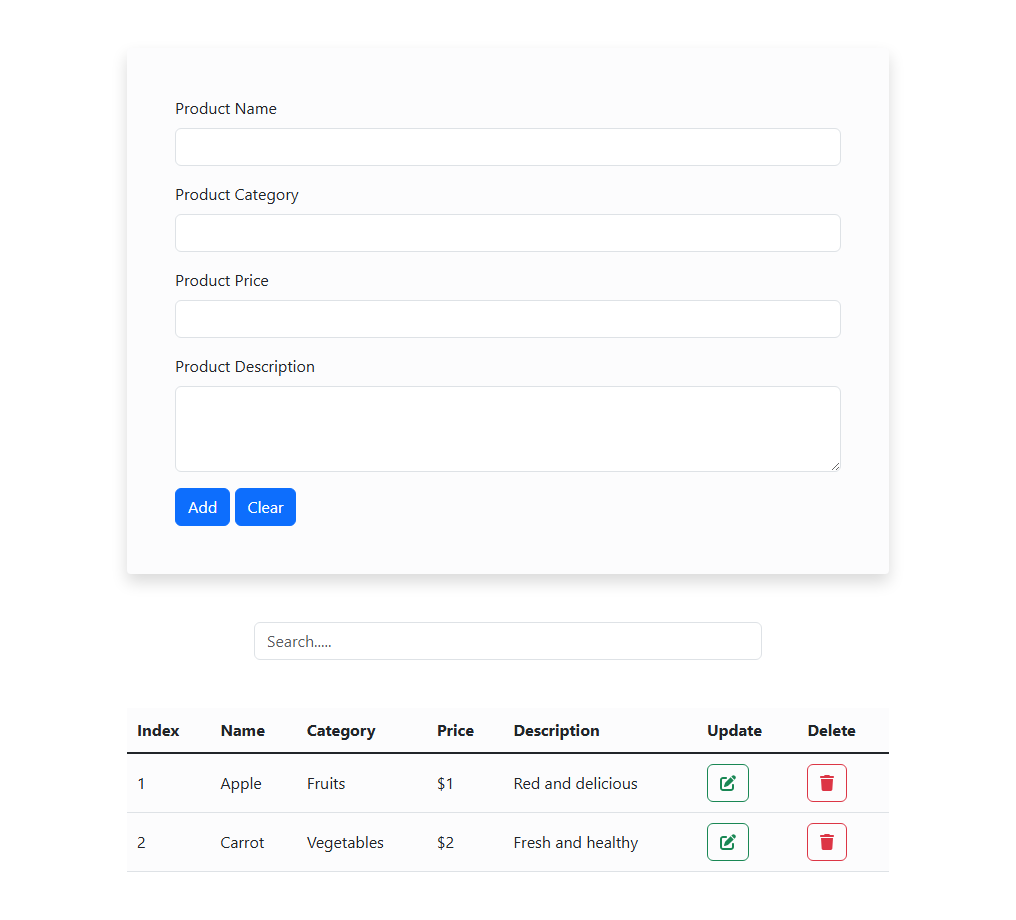 Product Name
Product Category
Product Price
Product Description
Add Clear
Search.....
Index Name Category Price Description Update Delete
1 Apple Fruits $1 Red and delicious
2 Carrot Vegetables $2 Fresh and healthy